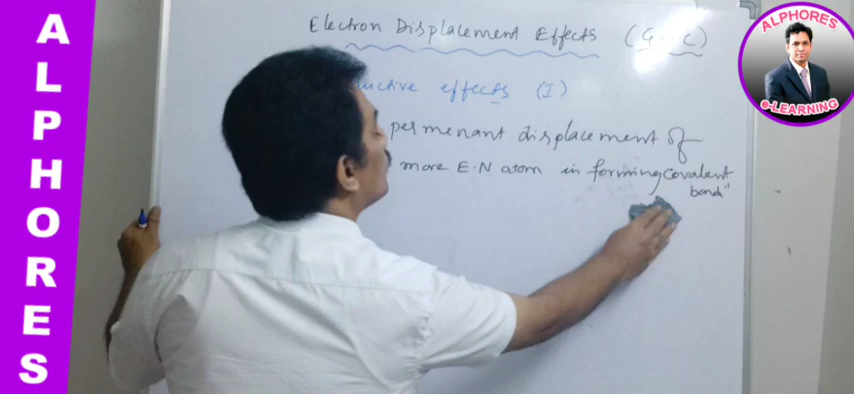 ALPHORES
Electron Displacement Effects (G...C)
uctive effects (I)
permenant displacement of
more E.N atom in forming covalent
bond"
ALPHORES
e-LEARNING